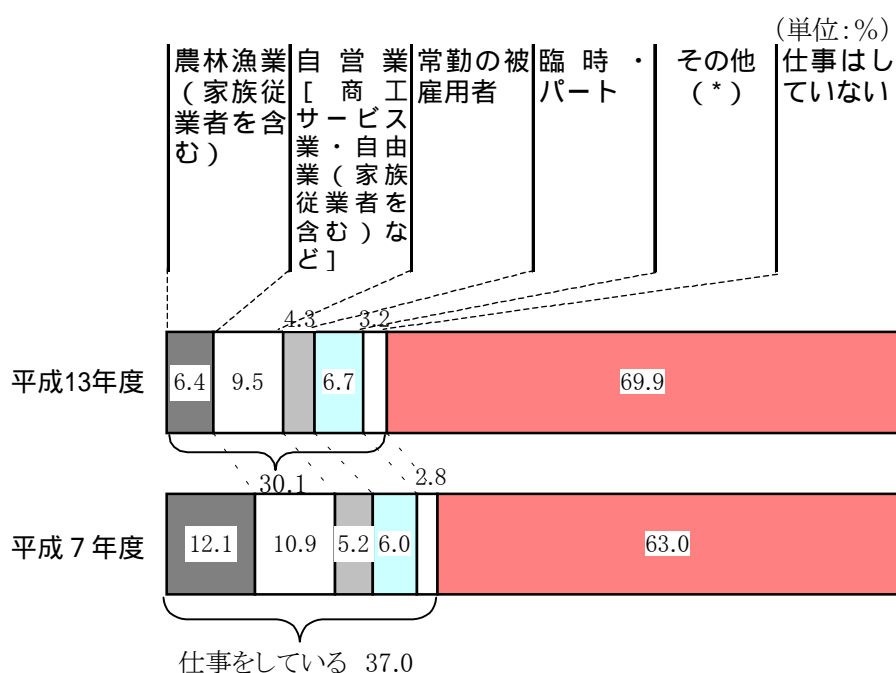 (単位:%)
農林漁業
(家族従
業者を含
む)
自営業
[商工
サービス
業・自由
業(家族
従業者を
含む)な
ど]
常勤の被
雇用者
臨時・
パート
その他
(*)
仕事はし
ていない
4.3
3.2
平成13年度
6.4
9.5
6.7
69.9
30.1
2.8
平成7年度
12.1
10.9
5.2
6.0
63.0
仕事をしている 37.0